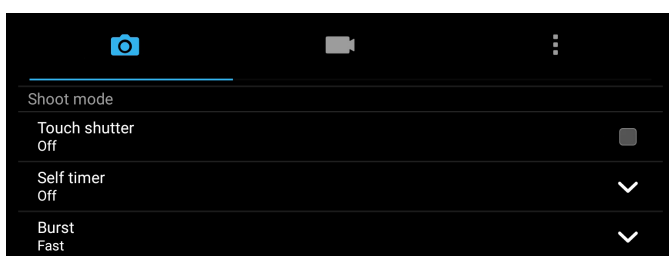 Shoot mode
Touch shutter
Off
Self timer
Off
Burst
Fast